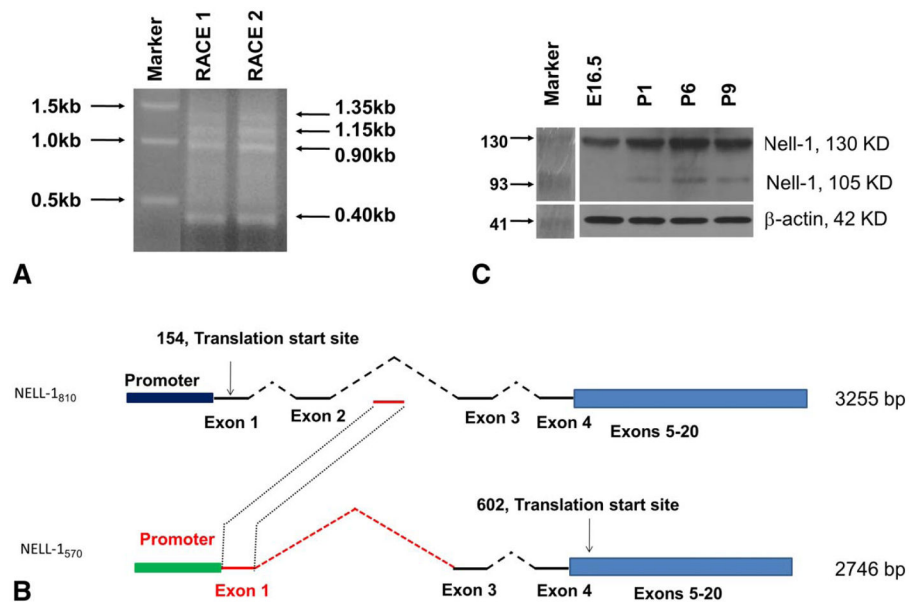 Marker
RACE 1
RACE 2
1.5kb
1.0kb
0.5kb
1.35kb
1.15kb
0.90kb
0.40kb
A
Marker
E16.5
P1
P6
P9
130
93
41
Nell-1, 130 KD
Nell-1, 105 KD
β-actin, 42 KD
C
154, Translation start site
NELL-1810
Promoter
Exon 1
Exon 2
Exon 3
Exon 4
Exons 5-20
3255 bp
602, Translation start site
NELL-1570
Promoter
Exon 1
Exon 3
Exon 4
Exons 5-20
2746 bp
B